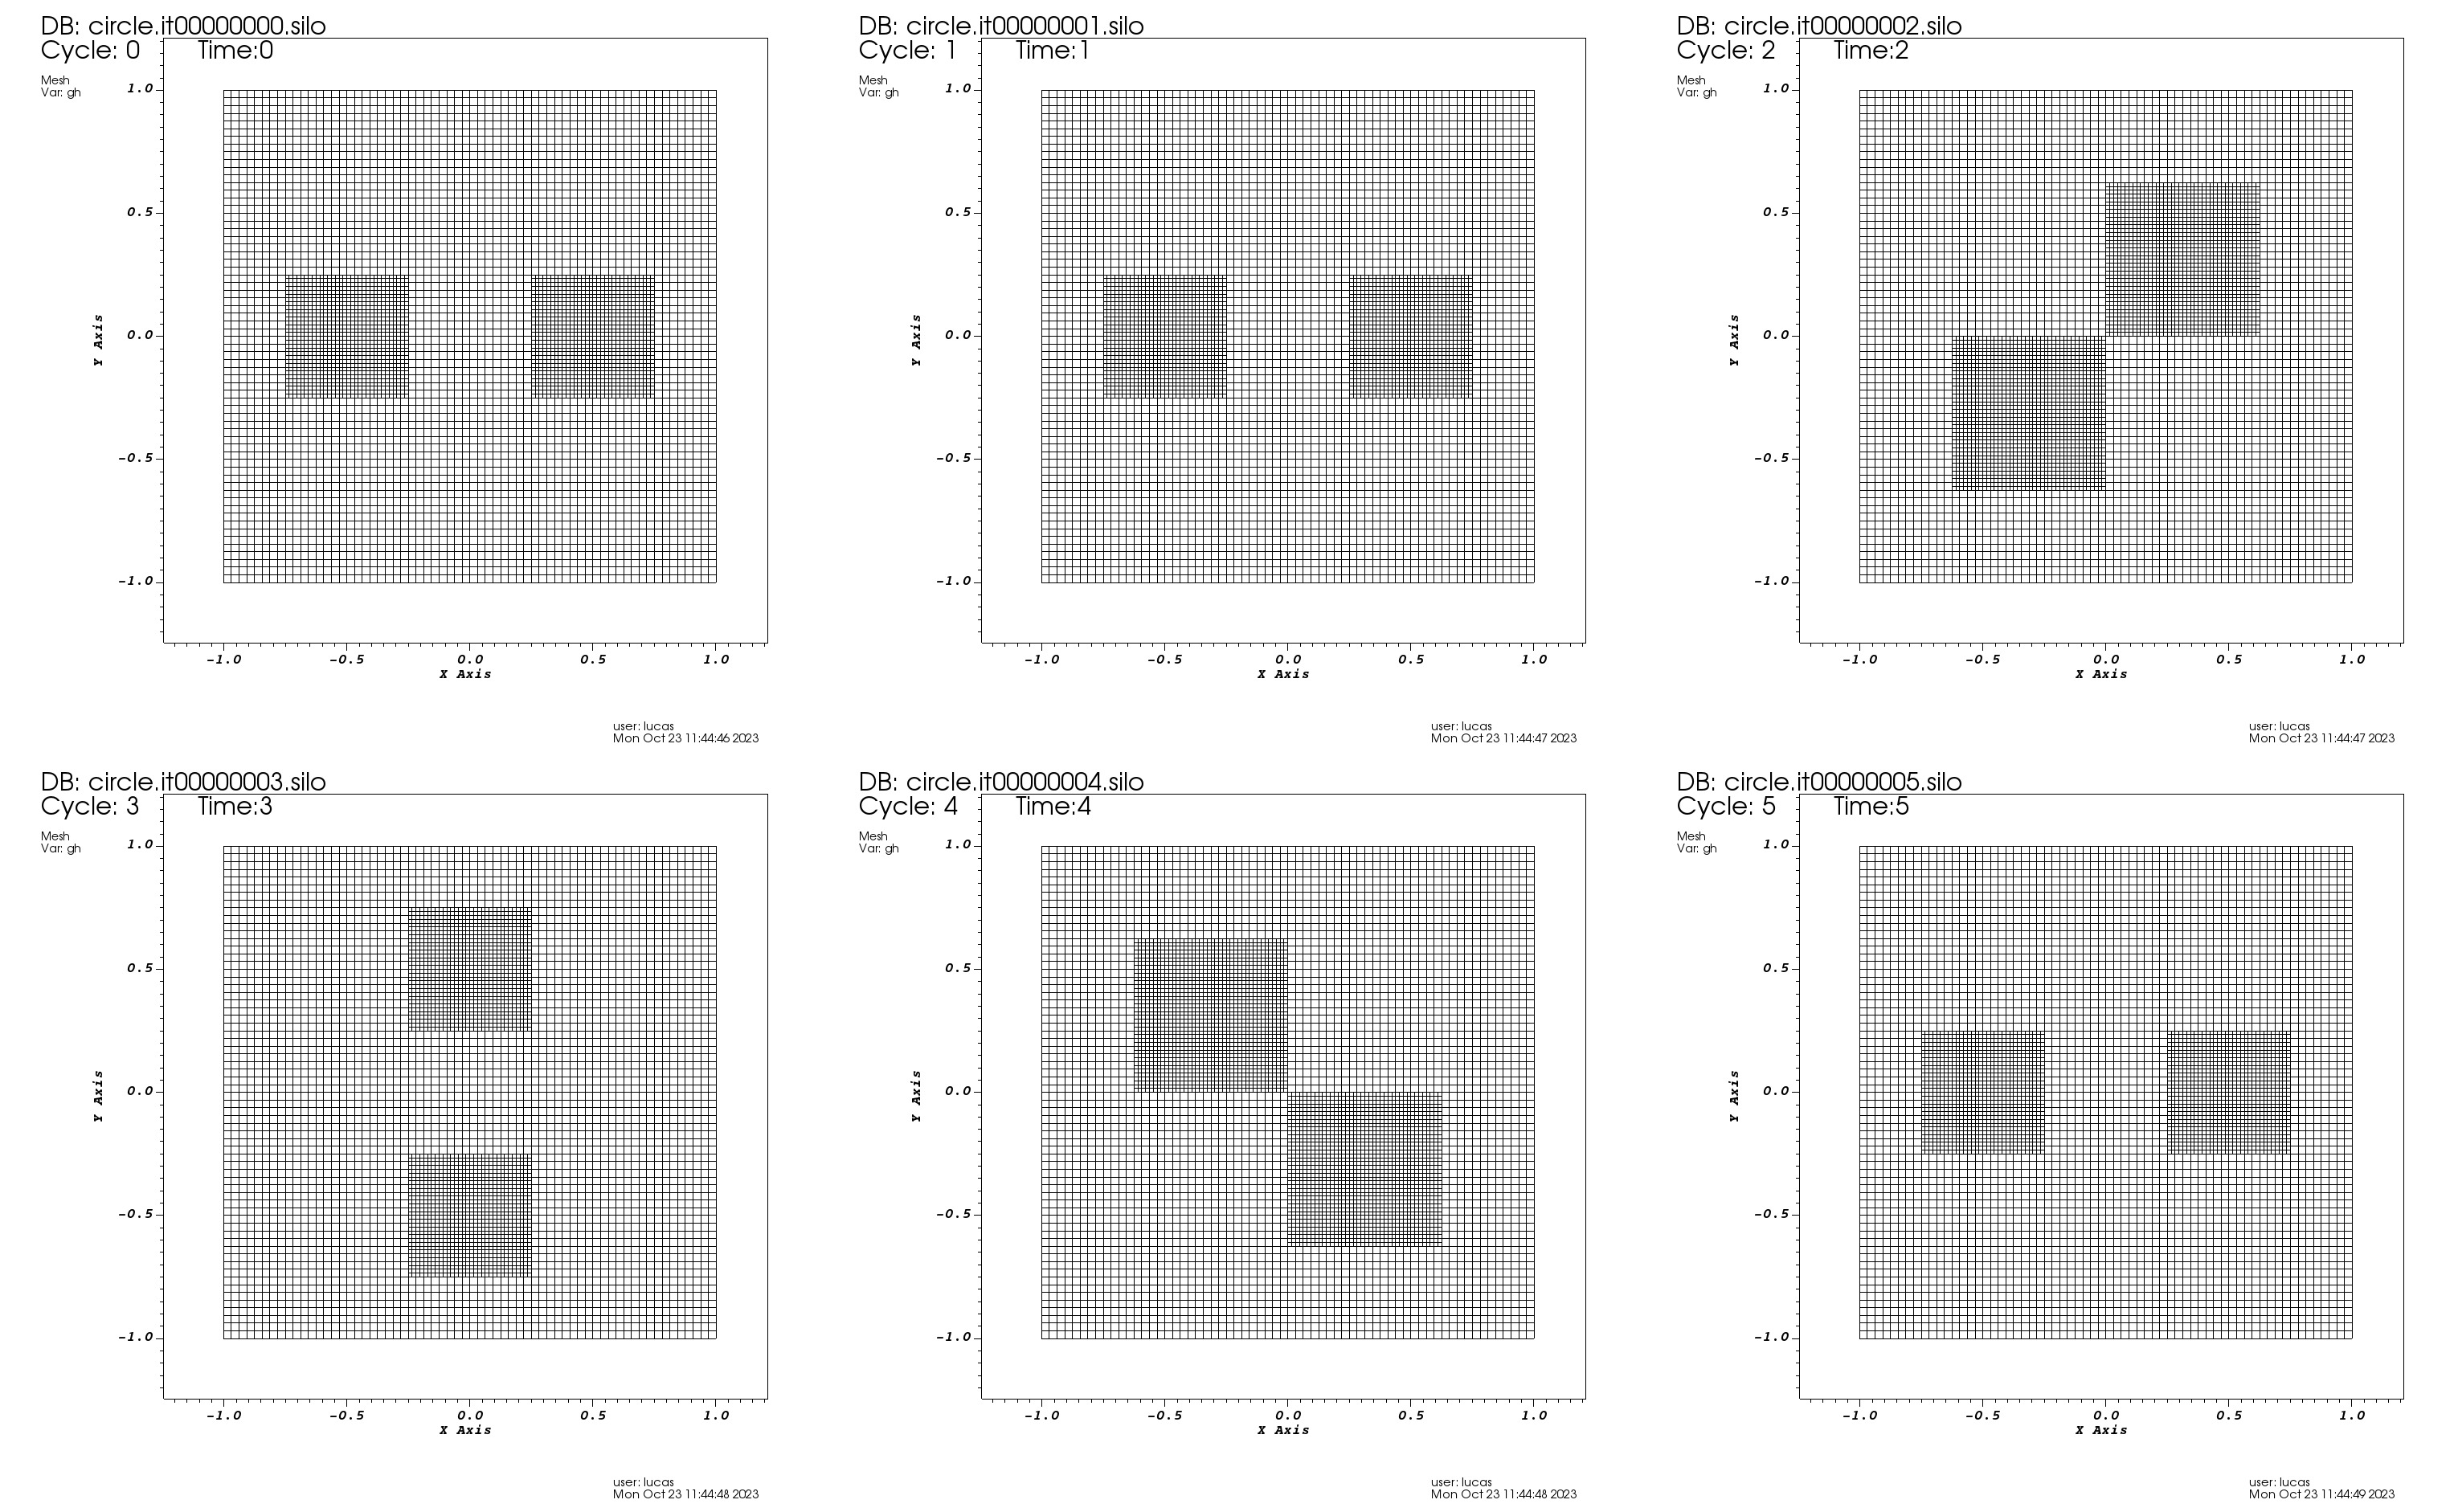 DB: circle.it00000000.silo
Cycle: 0 Time:0
Mesh
Var: gh
1.0
0.5
0.0
-0.5
-1.0
Y Axis
-1.0 -0.5 0.0 0.5 1.0
X Axis
user: lucas
Mon Oct 23 11:44:46 2023
DB: circle.it00000001.silo
Cycle: 1 Time:1
Mesh
Var: gh
1.0
0.5
0.0
-0.5
-1.0
Y Axis
-1.0 -0.5 0.0 0.5 1.0
X Axis
user: lucas
Mon Oct 23 11:44:47 2023
DB: circle.it00000002.silo
Cycle: 2 Time:2
Mesh
Var: gh
1.0
0.5
0.0
-0.5
-1.0
Y Axis
-1.0 -0.5 0.0 0.5 1.0
X Axis
user: lucas
Mon Oct 23 11:44:47 2023
DB: circle.it00000003.silo
Cycle: 3 Time:3
Mesh
Var: gh
1.0
0.5
0.0
-0.5
-1.0
Y Axis
-1.0 -0.5 0.0 0.5 1.0
X Axis
user: lucas
Mon Oct 23 11:44:48 2023
DB: circle.it00000004.silo
Cycle: 4 Time:4
Mesh
Var: gh
1.0
0.5
0.0
-0.5
-1.0
Y Axis
-1.0 -0.5 0.0 0.5 1.0
X Axis
user: lucas
Mon Oct 23 11:44:48 2023
DB: circle.it00000005.silo
Cycle: 5 Time:5
Mesh
Var: gh
1.0
0.5
0.0
-0.5
-1.0
Y Axis
-1.0 -0.5 0.0 0.5 1.0
X Axis
user: lucas
Mon Oct 23 11:44:49 2023